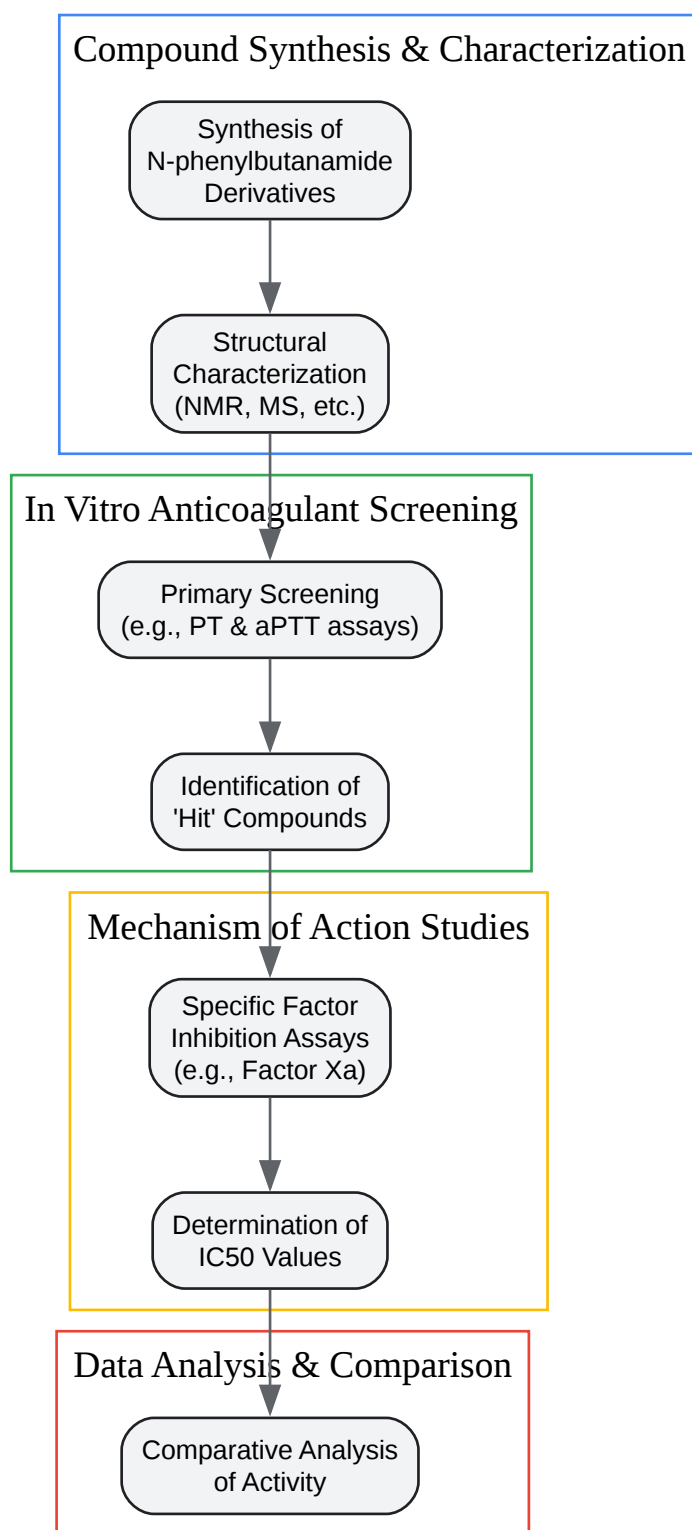 Compound Synthesis & Characterization
Synthesis of
N-phenylbutanamide
Derivatives
Structural
Characterization
(NMR, MS, etc.)
In Vitro Anticoagulant Screening
Primary Screening
(e.g., PT & aPTT assays)
Identification of
'Hit' Compounds
Mechanism of Action Studies
Specific Factor
Inhibition Assays
(e.g., Factor Xa)
Determination of
IC50 Values
Data Analysis & Comparison
Comparative Analysis
of Activity